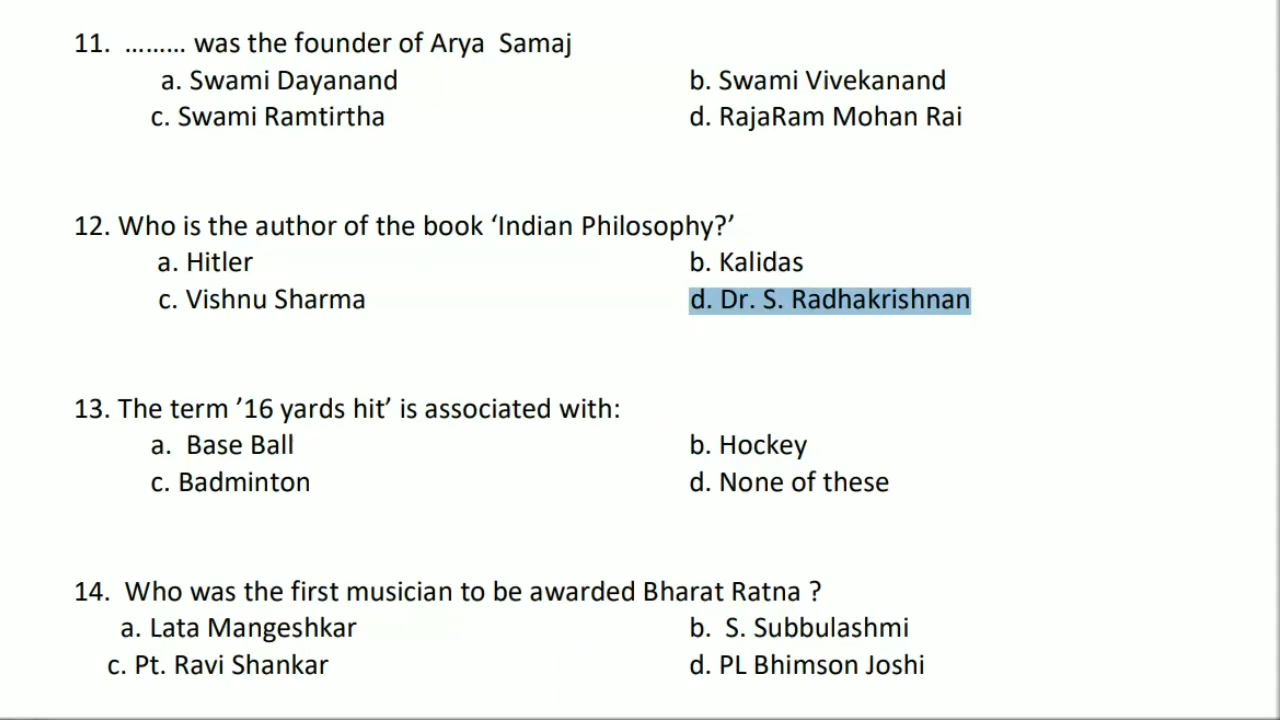 11. ......... was the founder of Arya Samaj
a. Swami Dayanand b. Swami Vivekanand
c. Swami Ramtirtha d. RajaRam Mohan Rai
12. Who is the author of the book ‘Indian Philosophy?’
a. Hitler b. Kalidas
c. Vishnu Sharma d. Dr. S. Radhakrishnan
13. The term ’16 yards hit’ is associated with:
a. Base Ball b. Hockey
c. Badminton d. None of these
14. Who was the first musician to be awarded Bharat Ratna ?
a. Lata Mangeshkar b. S. Subbulashmi
c. Pt. Ravi Shankar d. PL Bhimson Joshi